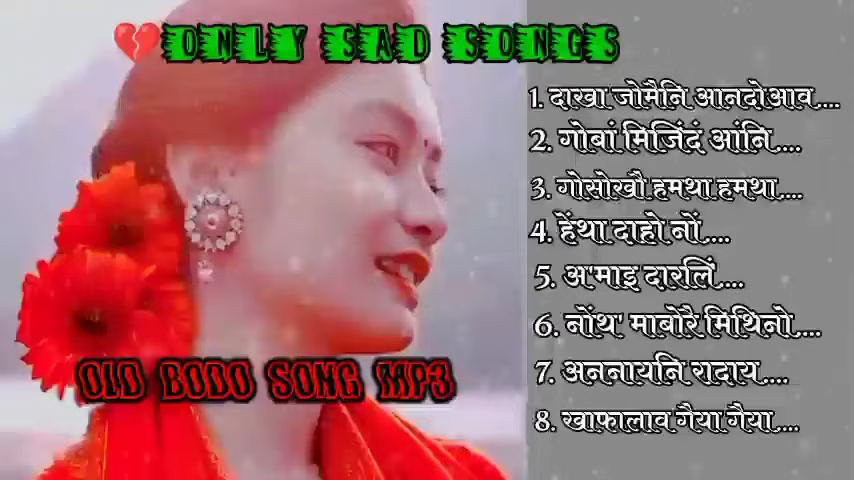 💔ONLY SAD SONGS
1. दाखा जोमैनि आनदोआव....
2. गोबां मिजिंदं आंनि....
3. गोसोखौ हमथा हमथा....
4. हेंथा दाहो नों....
5. अ'माइ दारलिं....
6. नोंथ' माबोरै मिथिनो....
7. अननायनि रादाय....
8. खाफालाव गैया गैया....
OLD BODO SONG MP3